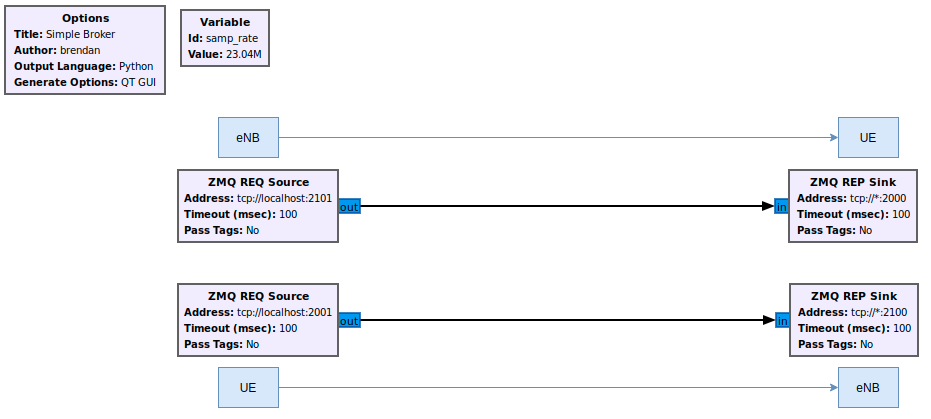 Options
Title: Simple Broker
Author: brendan
Output Language: Python
Generate Options: QT GUI
Variable
Id: samp_rate
Value: 23.04M
eNB
UE
ZMQ REQ Source
Address: tcp://localhost:2101
Timeout (msec): 100
Pass Tags: No
out
in
ZMQ REP Sink
Address: tcp://*:2000
Timeout (msec): 100
Pass Tags: No
ZMQ REQ Source
Address: tcp://localhost:2001
Timeout (msec): 100
Pass Tags: No
out
in
ZMQ REP Sink
Address: tcp://*:2100
Timeout (msec): 100
Pass Tags: No
UE
eNB